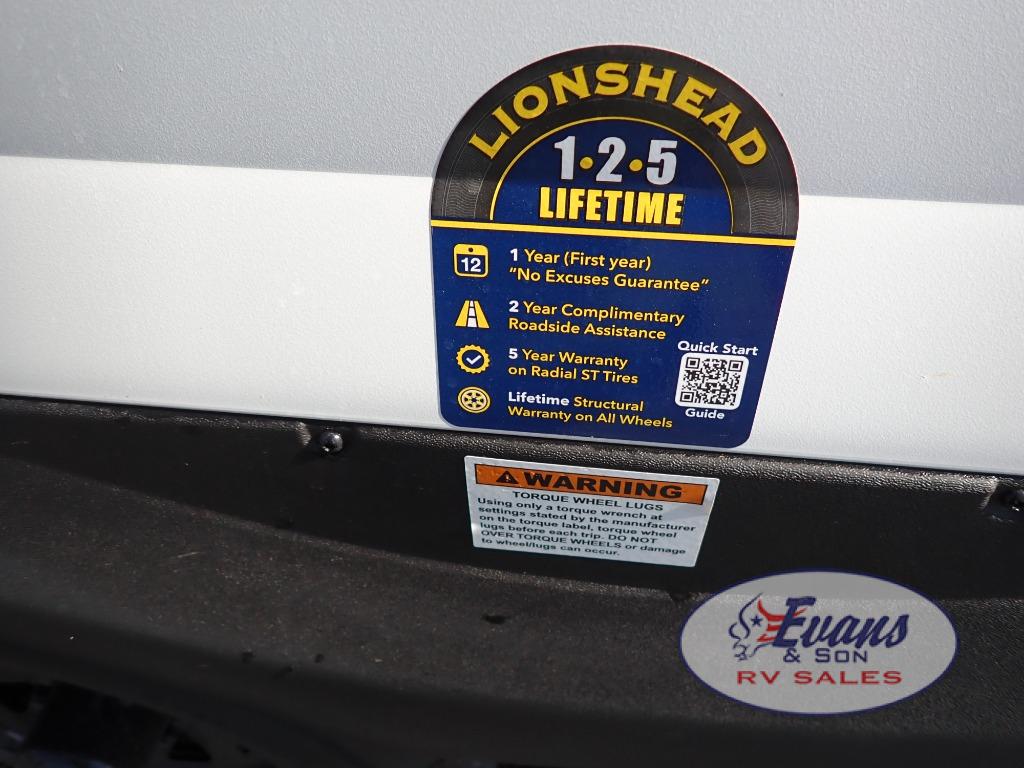 LIONSHEAD
1·2·5
LIFETIME
12
1 Year (First year)
"No Excuses Guarantee"
2 Year Complimentary
Roadside Assistance
5 Year Warranty
on Radial ST Tires
Lifetime Structural
Warranty on All Wheels
Quick Start
Guide
WARNING
TORQUE WHEEL LUGS
Using only a torque wrench at
settings stated by the manufacturer
on the torque label, torque wheel
lugs before each trip. DO NOT
OVER TORQUE WHEELS or damage
to wheel/lugs can occur.
Evans
& SON
RV SALES